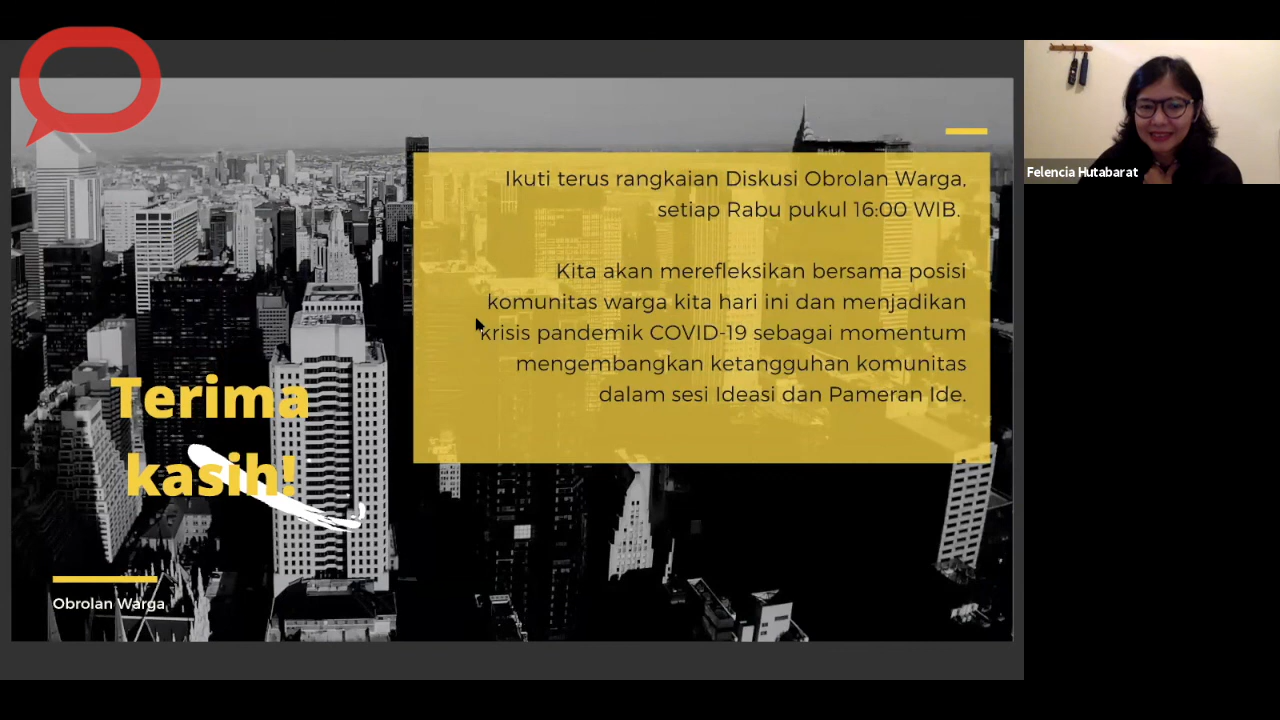 Ikuti terus rangkaian Diskusi Obrolan Warga,
setiap Rabu pukul 16:00 WIB.
Kita akan merefleksikan bersama posisi
komunitas warga kita hari ini dan menjadikan
krisis pandemik COVID-19 sebagai momentum
mengembangkan ketangguhan komunitas
dalam sesi Ideasi dan Pameran Ide.
Terima
kasih!
Obrolan Warga
Felencia Hutabarat